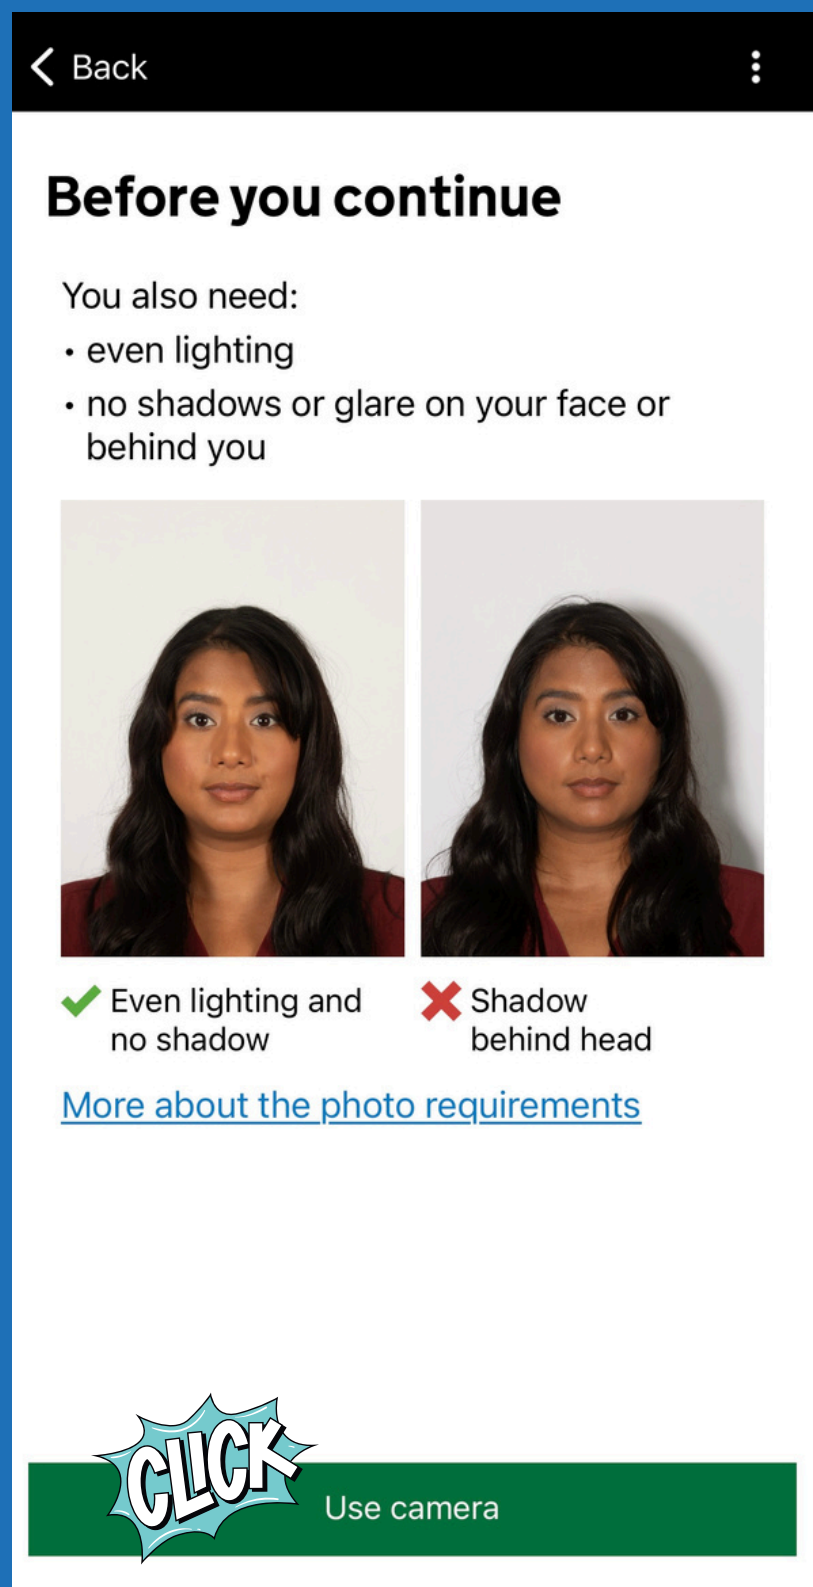 Back
Before you continue
You also need:
• even lighting
• no shadows or glare on your face or
behind you
Even lighting and
no shadow
Shadow
behind head
More about the photo requirements
CLICK
Use camera